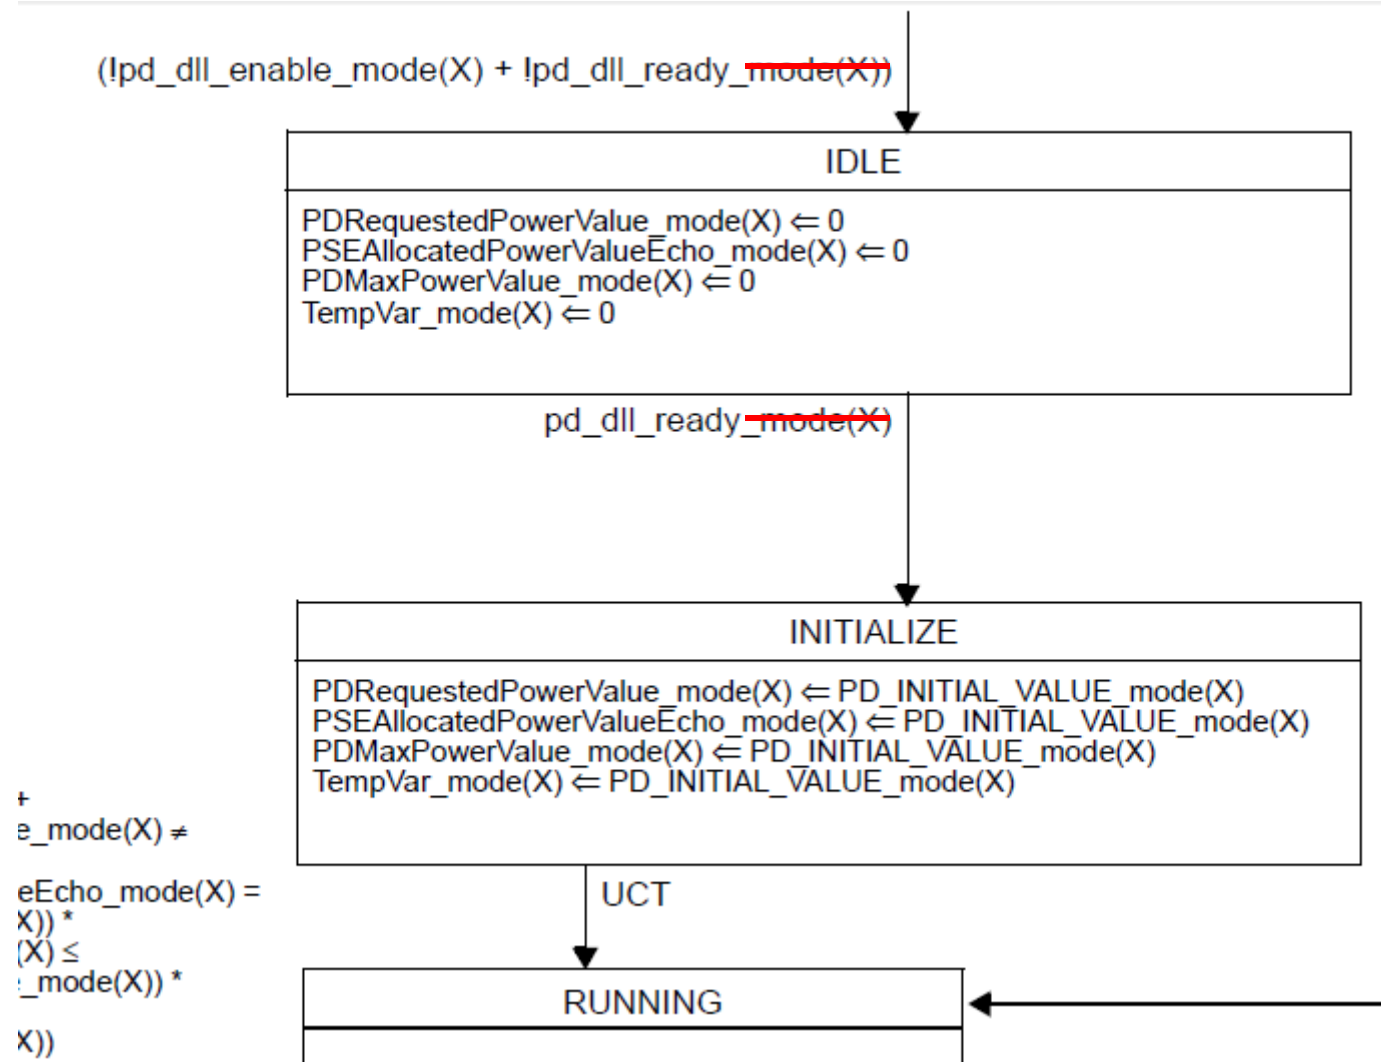 (!pd_dll_enable_mode(X) + !pd_dll_ready_mode(X))
IDLE
PDRequestedPowerValue_mode(X) ⇐ 0
PSEAllocatedPowerValueEcho_mode(X) ⇐ 0
PDMaxPowerValue_mode(X) ⇐ 0
TempVar_mode(X) ⇐ 0
pd_dll_ready_mode(X)
INITIALIZE
PDRequestedPowerValue_mode(X) ⇐ PD_INITIAL_VALUE_mode(X)
PSEAllocatedPowerValueEcho_mode(X) ⇐ PD_INITIAL_VALUE_mode(X)
PDMaxPowerValue_mode(X) ⇐ PD_INITIAL_VALUE_mode(X)
TempVar_mode(X) ⇐ PD_INITIAL_VALUE_mode(X)
+
e_mode(X) ≠
eEcho_mode(X) =
X)) *
(X) ≤
_mode(X)) *
X))
UCT
RUNNING